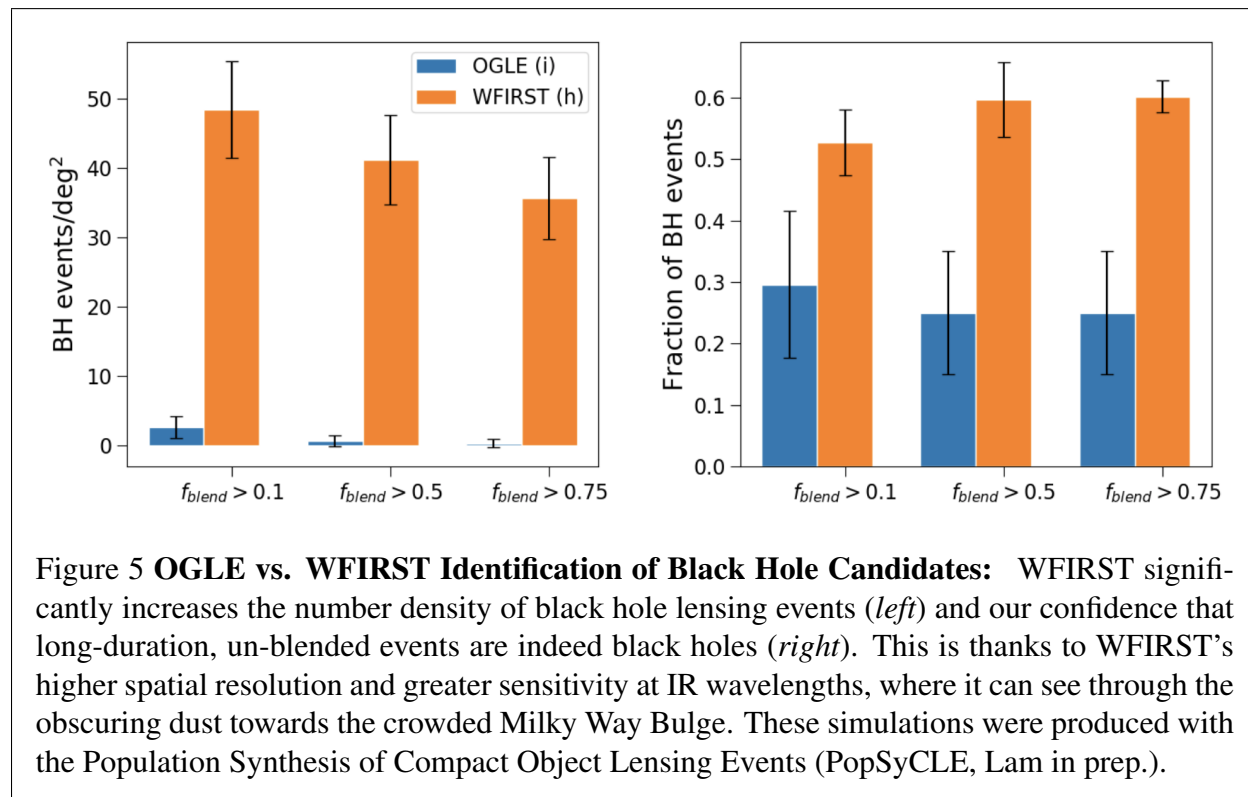 OGLE (i)
WFIRST (h)
BH events/deg²
50
40
30
20
10
0
f_blend > 0.1
f_blend > 0.5
f_blend > 0.75
Fraction of BH events
0.6
0.5
0.4
0.3
0.2
0.1
0.0
f_blend > 0.1
f_blend > 0.5
f_blend > 0.75
Figure 5 OGLE vs. WFIRST Identification of Black Hole Candidates: WFIRST signifi-
cantly increases the number density of black hole lensing events (left) and our confidence that
long-duration, un-blended events are indeed black holes (right). This is thanks to WFIRST's
higher spatial resolution and greater sensitivity at IR wavelengths, where it can see through the
obscuring dust towards the crowded Milky Way Bulge. These simulations were produced with
the Population Synthesis of Compact Object Lensing Events (PopSyCLE, Lam in prep.).